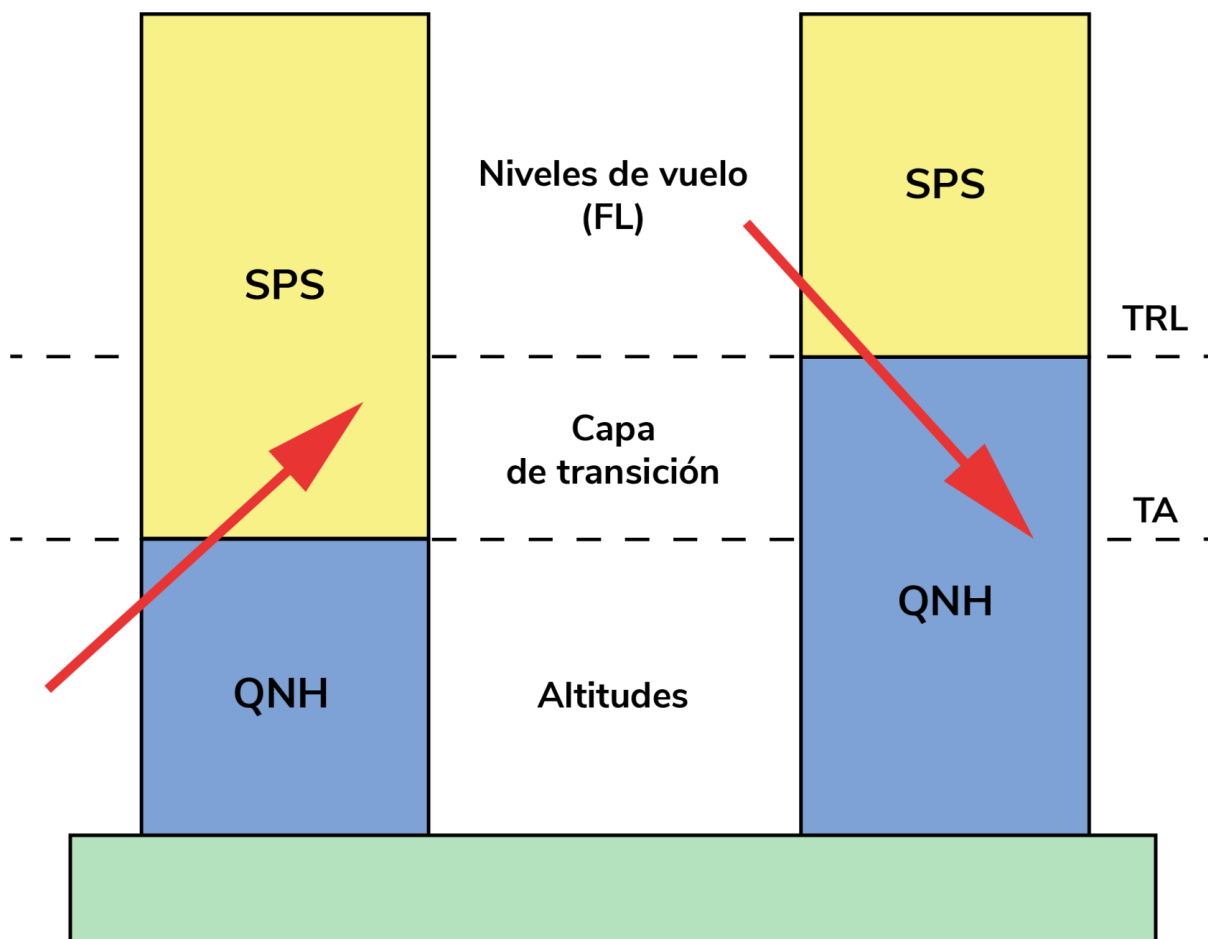 Niveles de vuelo
(FL)
SPS
SPS
TRL
Capa
de transición
TA
QNH
QNH
Altitudes